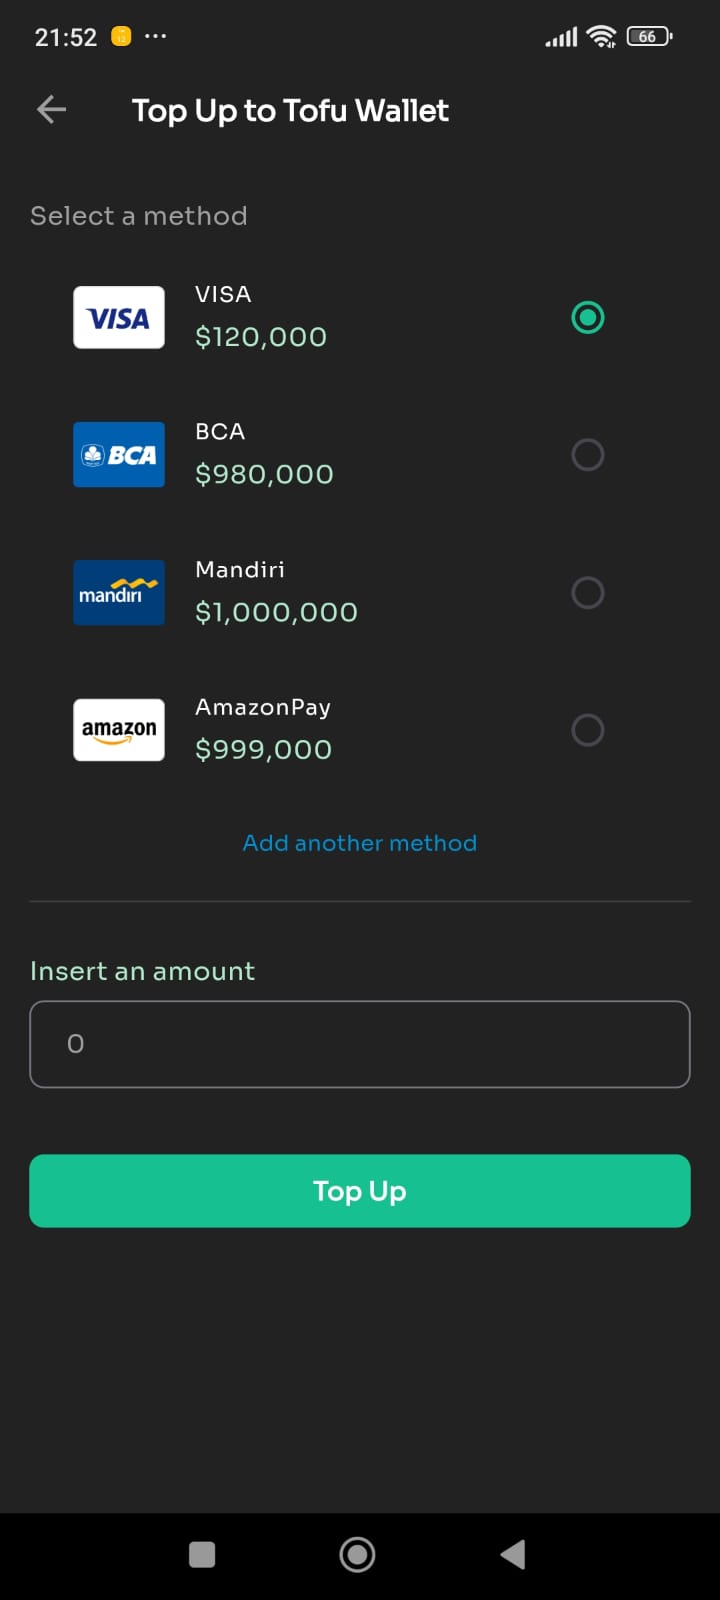 21:52
66
Top Up to Tofu Wallet
Select a method
VISA
VISA
$120,000
BCA
BCA
$980,000
mandiri
Mandiri
$1,000,000
amazon
AmazonPay
$999,000
Add another method
Insert an amount
0
Top Up